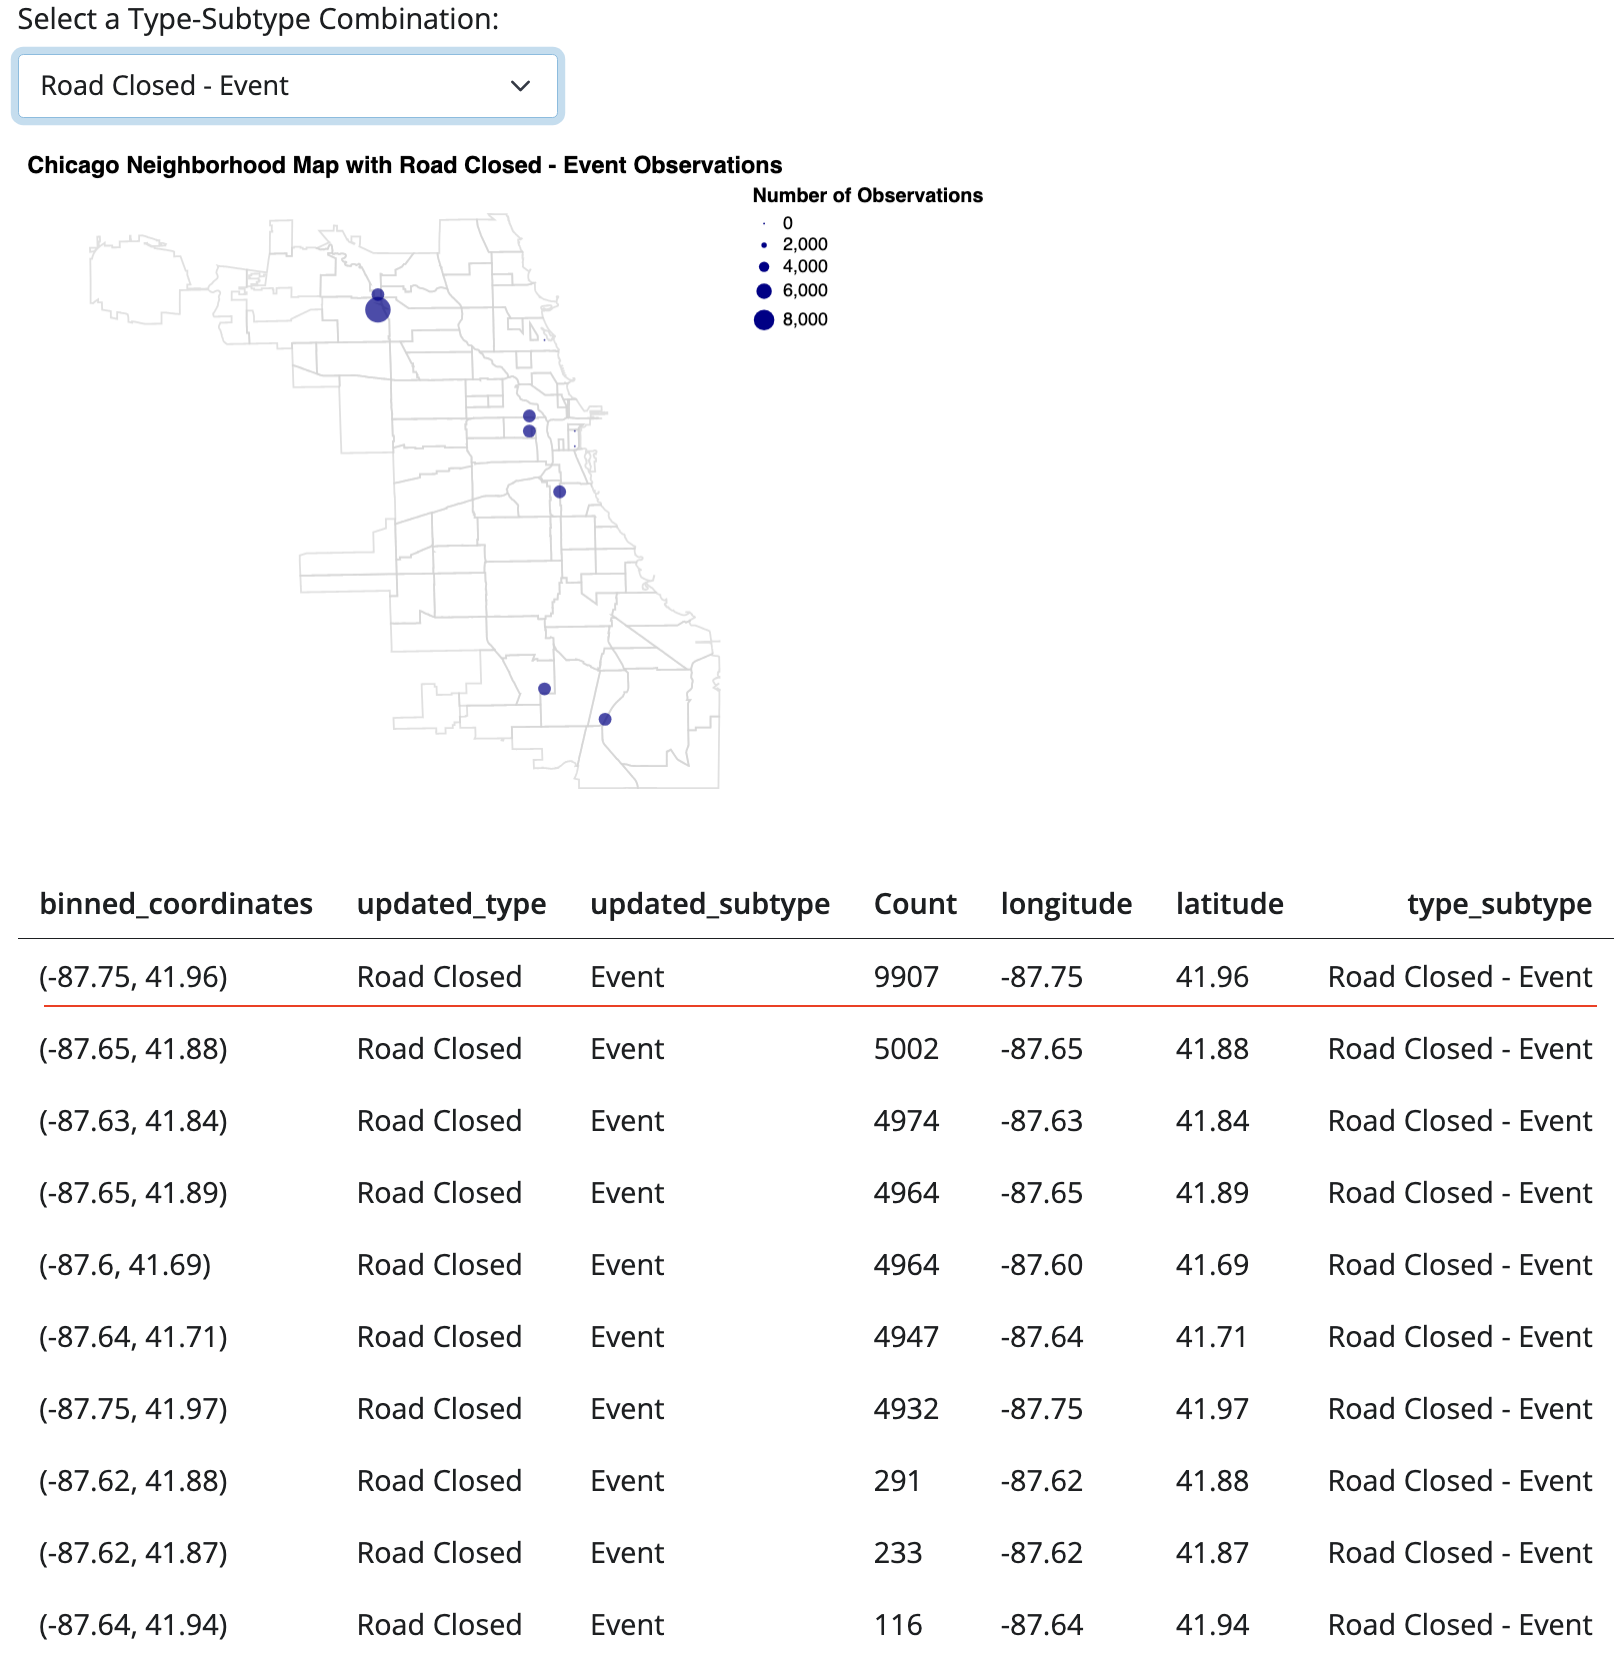 Select a Type-Subtype Combination:
Road Closed - Event
Chicago Neighborhood Map with Road Closed - Event Observations
Number of Observations
0
2,000
4,000
6,000
8,000
binned_coordinates updated_type updated_subtype Count longitude latitude type_subtype
(-87.75, 41.96) Road Closed Event 9907 -87.75 41.96 Road Closed - Event
(-87.65, 41.88) Road Closed Event 5002 -87.65 41.88 Road Closed - Event
(-87.63, 41.84) Road Closed Event 4974 -87.63 41.84 Road Closed - Event
(-87.65, 41.89) Road Closed Event 4964 -87.65 41.89 Road Closed - Event
(-87.6, 41.69) Road Closed Event 4964 -87.60 41.69 Road Closed - Event
(-87.64, 41.71) Road Closed Event 4947 -87.64 41.71 Road Closed - Event
(-87.75, 41.97) Road Closed Event 4932 -87.75 41.97 Road Closed - Event
(-87.62, 41.88) Road Closed Event 291 -87.62 41.88 Road Closed - Event
(-87.62, 41.87) Road Closed Event 233 -87.62 41.87 Road Closed - Event
(-87.64, 41.94) Road Closed Event 116 -87.64 41.94 Road Closed - Event